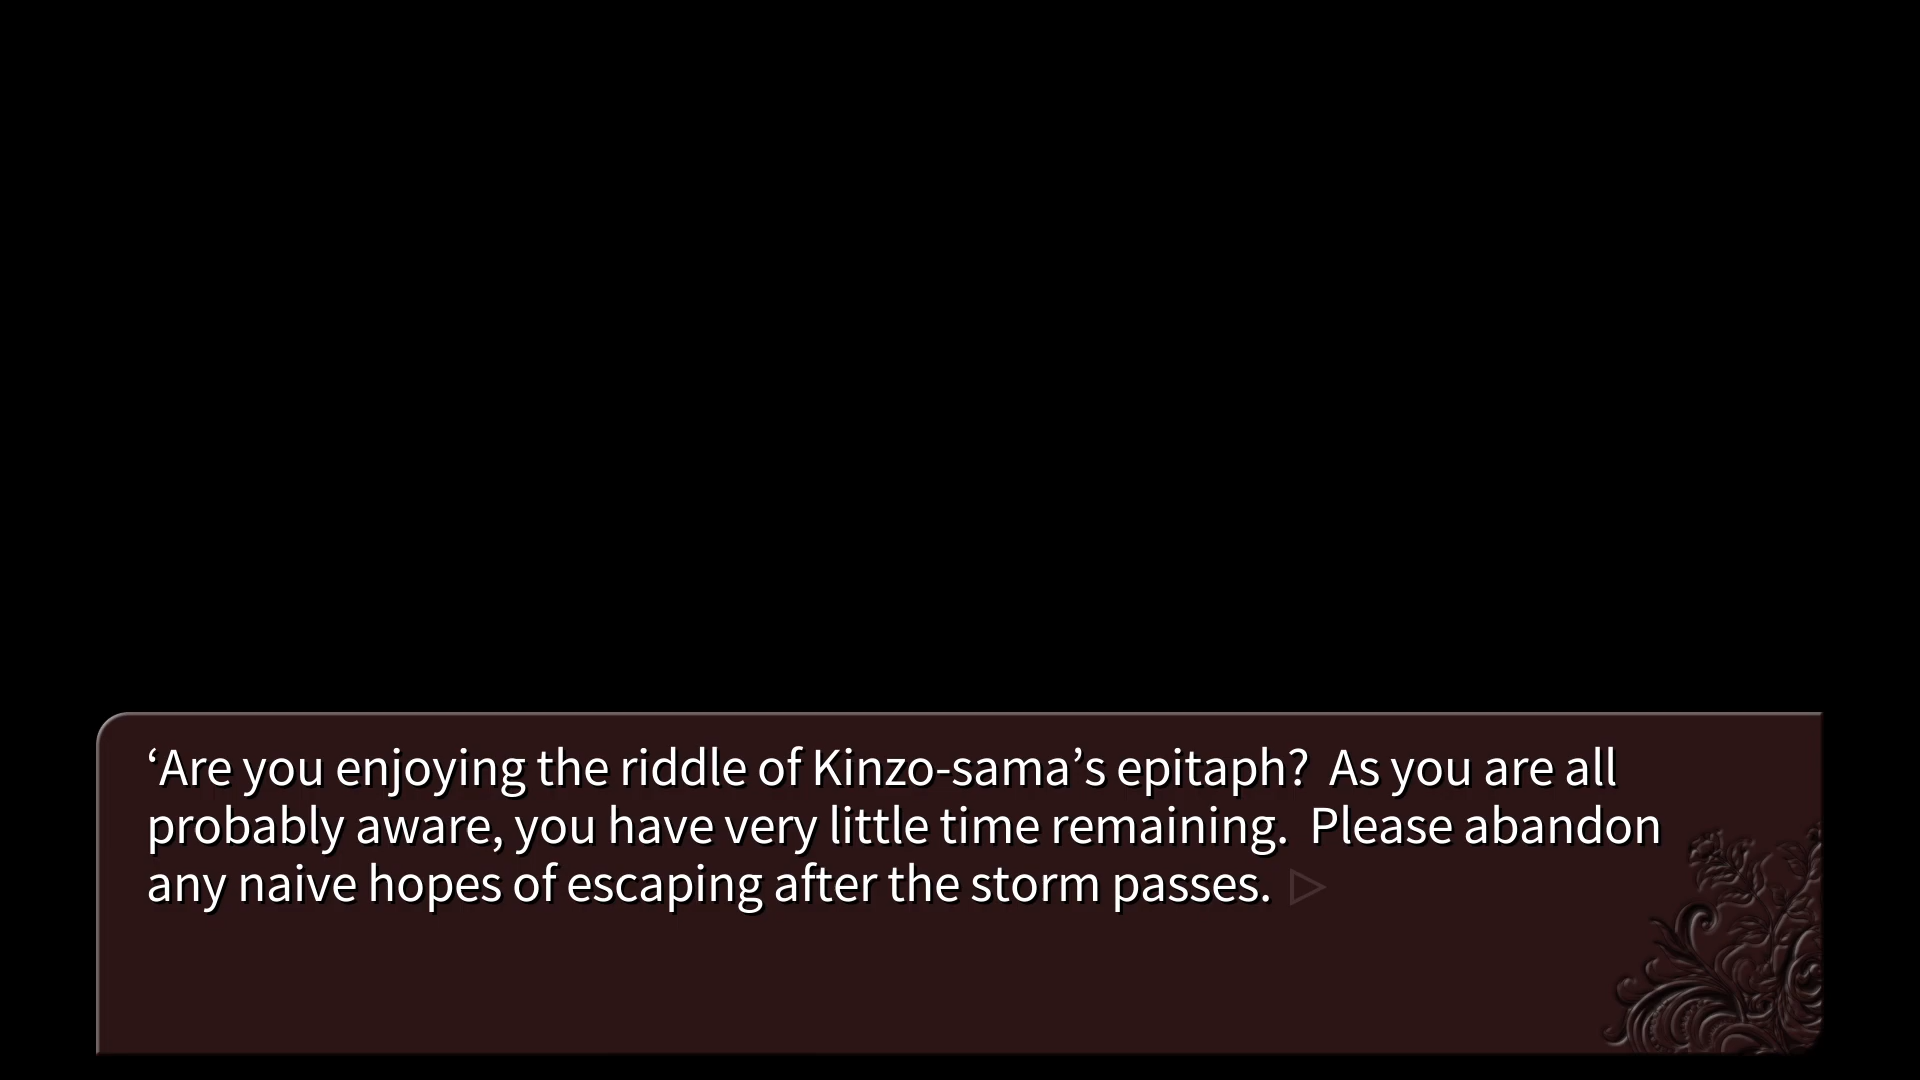 ‘Are you enjoying the riddle of Kinzo-sama’s epitaph?  As you are all
probably aware, you have very little time remaining.  Please abandon
any naive hopes of escaping after the storm passes.